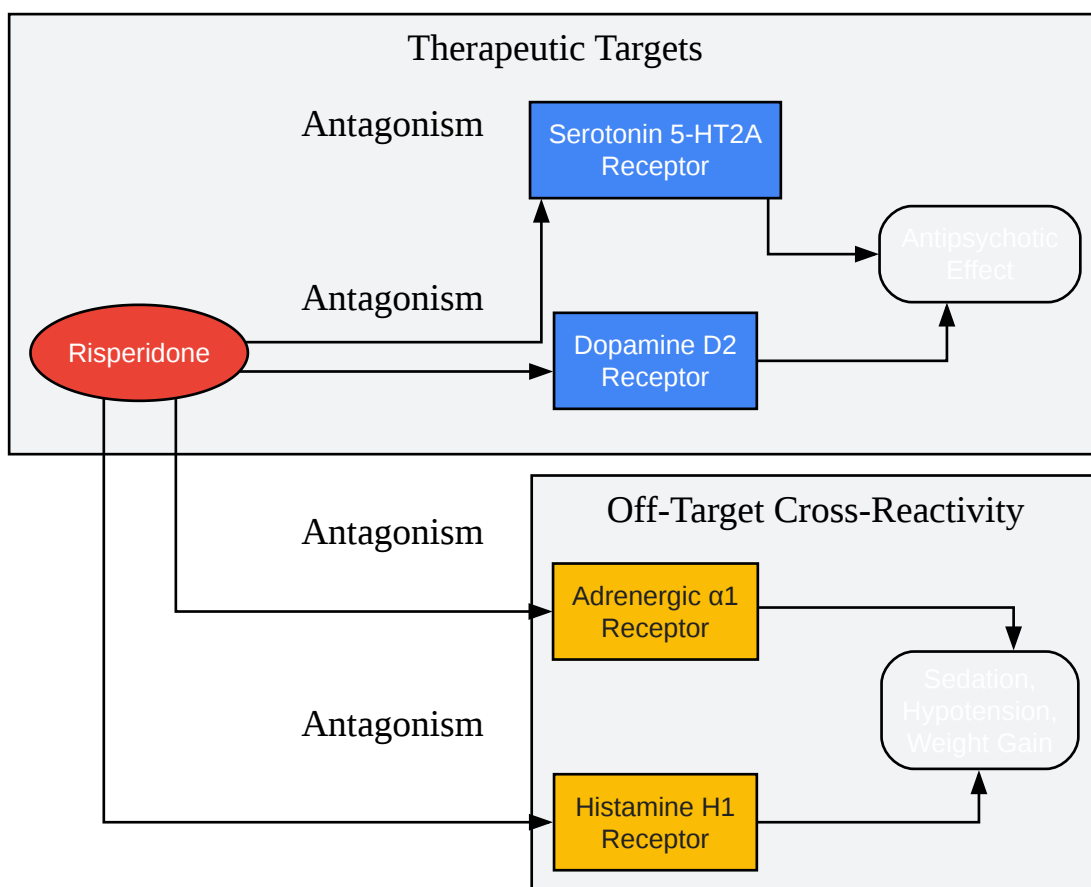 Therapeutic Targets
Antagonism
Serotonin 5-HT2A
Receptor
Antipsychotic
Effect
Antagonism
Risperidone
Dopamine D2
Receptor
Off-Target Cross-Reactivity
Antagonism
Adrenergic α1
Receptor
Sedation,
Hypotension,
Weight Gain
Antagonism
Histamine H1
Receptor